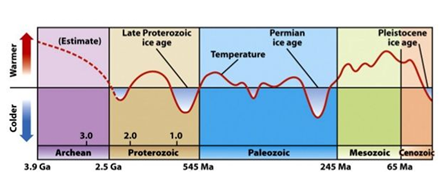 Warmer
Colder
(Estimate)
Late Proterozoic
ice age
Temperature
Permian
ice age
Pleistocene
ice age
3.0
2.0
1.0
Archean
Proterozoic
Paleozoic
Mesozoic
Cenozoic
3.9 Ga
2.5 Ga
545 Ma
245 Ma
65 Ma